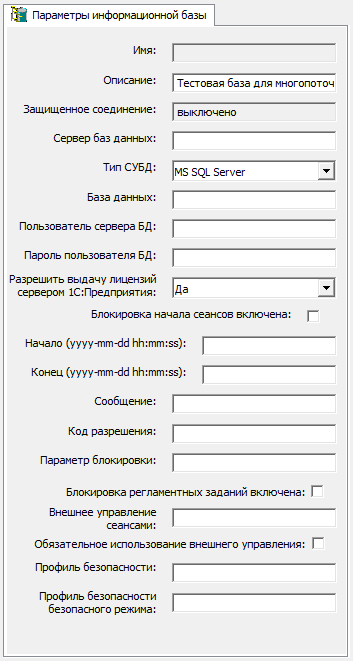 Параметры информационной базы
Имя:
Описание: Тестовая база для многопоточ
Защищенное соединение: выключено
Сервер баз данных:
Тип СУБД: MS SQL Server
База данных:
Пользователь сервера БД:
Пароль пользователя БД:
Разрешить выдачу лицензий
сервером 1С:Предприятия: Да
Блокировка начала сеансов включена:
Начало (yyyy-mm-dd hh:mm:ss):
Конец (yyyy-mm-dd hh:mm:ss):
Сообщение:
Код разрешения:
Параметр блокировки:
Блокировка регламентных заданий включена:
Внешнее управление
сеансами:
Обязательное использование внешнего управления:
Профиль безопасности:
Профиль безопасности
безопасного режима: